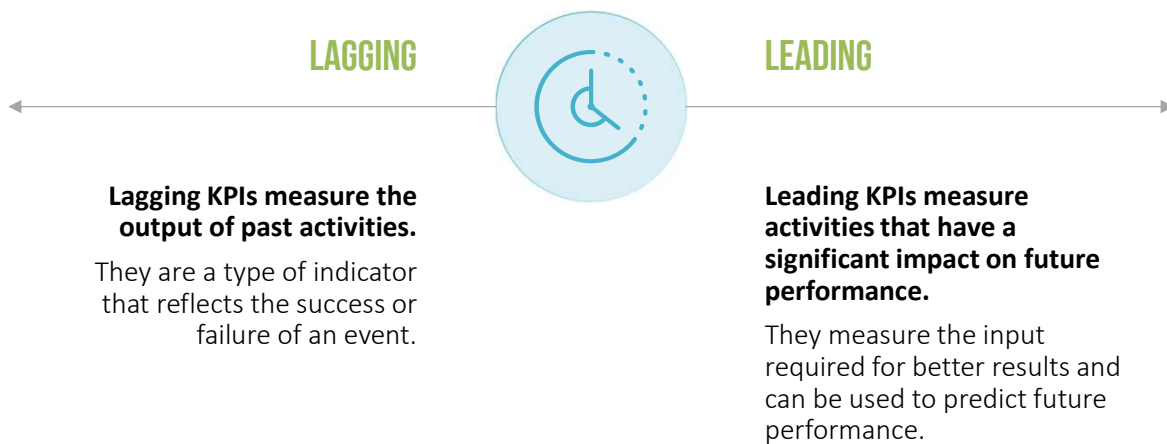 LAGGING
LEADING
Lagging KPIs measure the
output of past activities.
They are a type of indicator
that reflects the success or
failure of an event.
Leading KPIs measure
activities that have a
significant impact on future
performance.
They measure the input
required for better results and
can be used to predict future
performance.